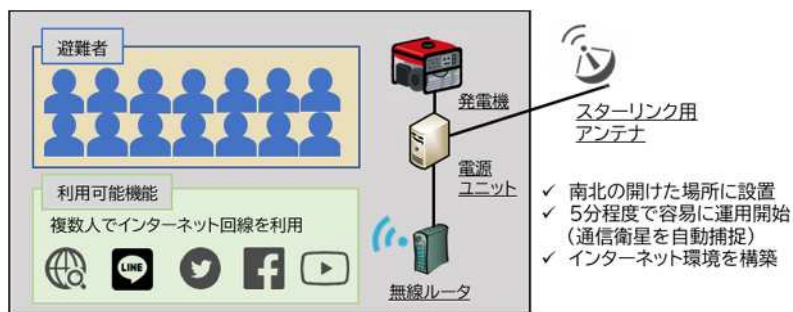 避難者
発電機
スターリンク用
アンテナ
電源
ユニット
利用可能機能
複数人でインターネット回線を利用
LINE
無線ルータ
✓ 南北の開けた場所に設置
✓ 5分程度で容易に運用開始
(通信衛星を自動捕捉)
✓ インターネット環境を構築